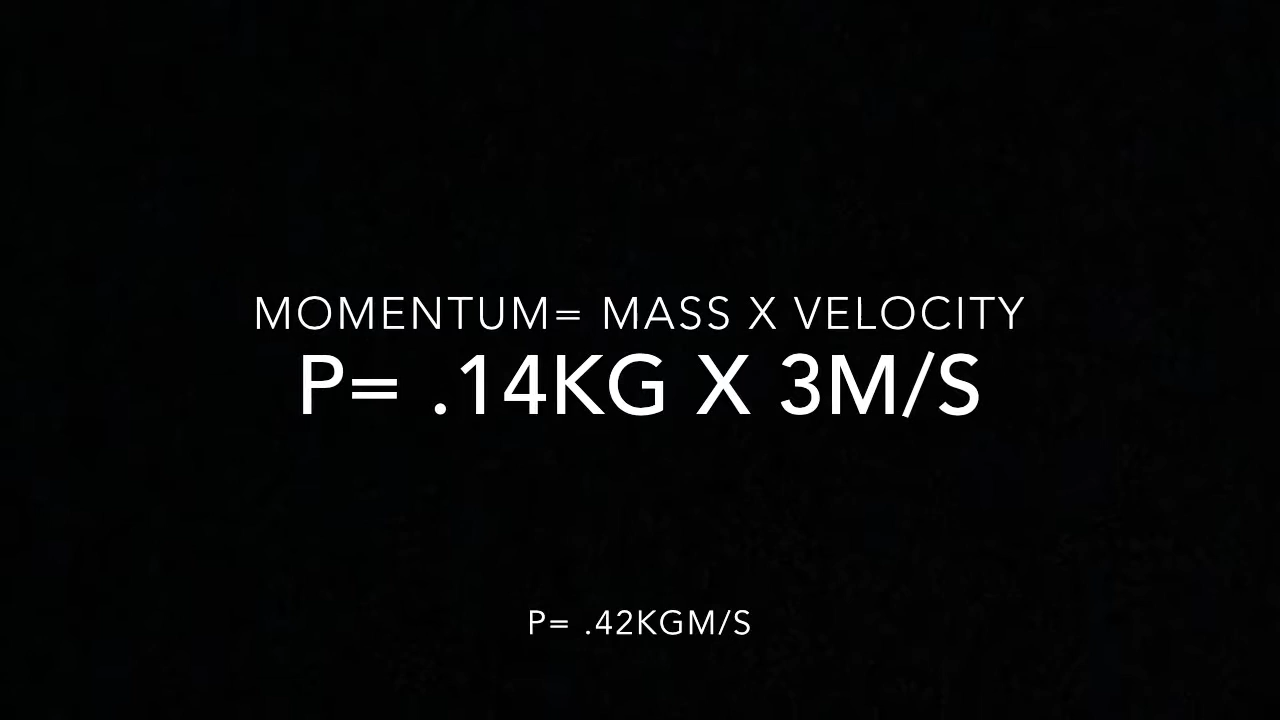 MOMENTUM= MASS X VELOCITY
P= .14KG X 3M/S
P= .42KGM/S